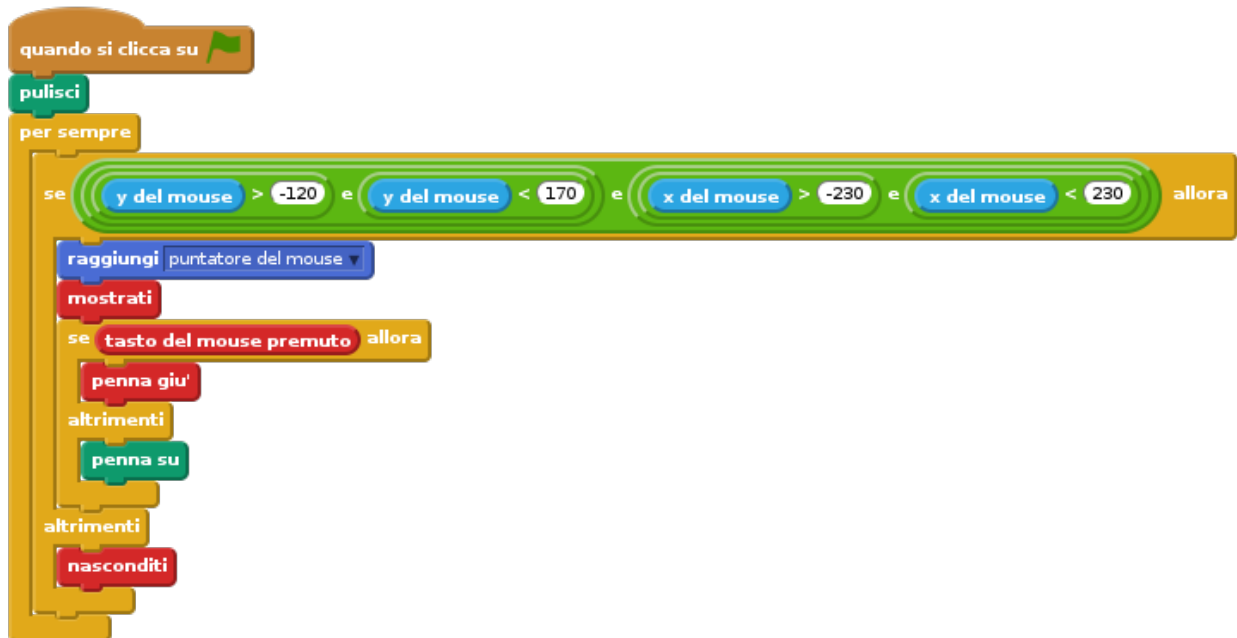 quando si clicca su
pulisci
per sempre
se y del mouse > -120 e y del mouse < 170 e x del mouse > -230 e x del mouse < 230 allora
raggiungi puntatore del mouse
mostrati
se tasto del mouse premuto allora
penna giu'
altrimenti
penna su
altrimenti
nasconditi